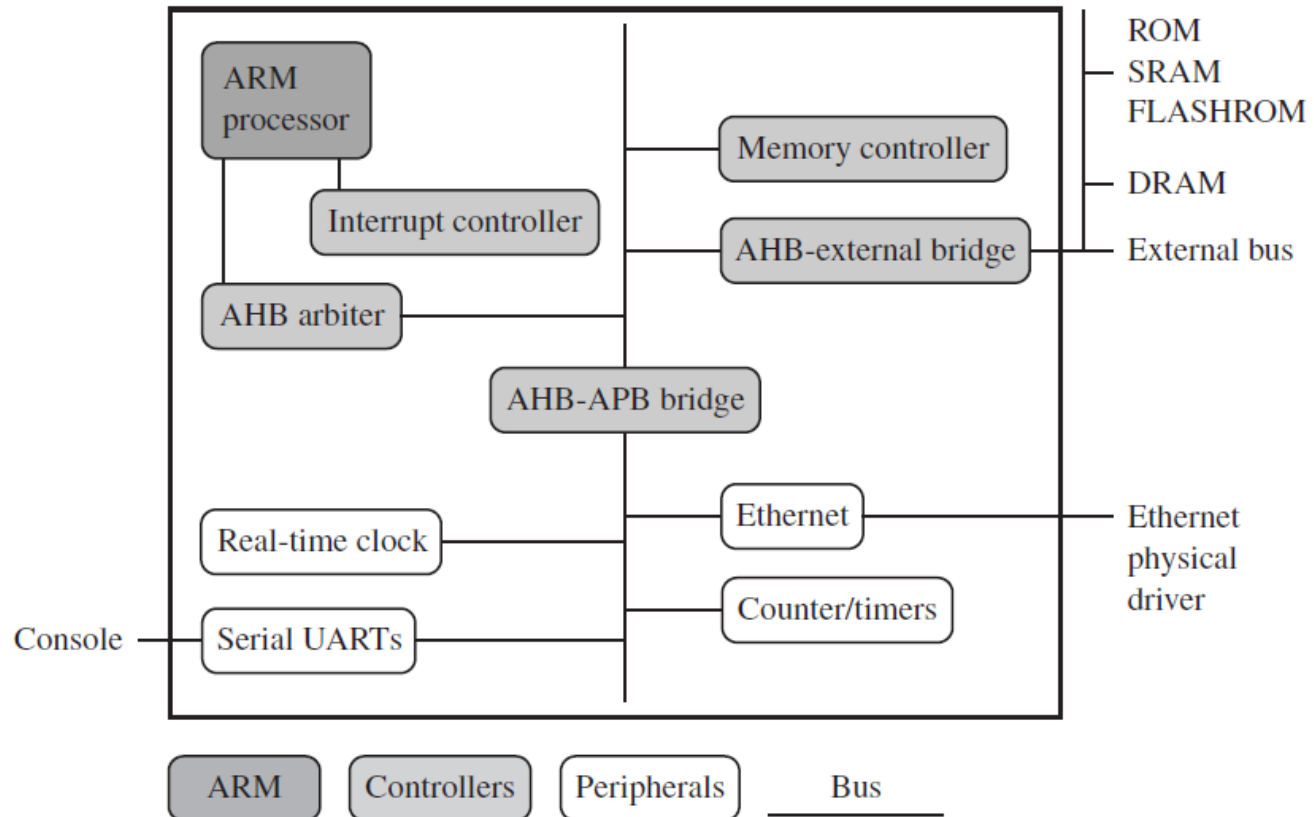 ROM
SRAM
FLASHROM
ARM
processor
Memory controller
DRAM
Interrupt controller
AHB-external bridge
External bus
AHB arbiter
AHB-APB bridge
Ethernet
Ethernet
physical
driver
Real-time clock
Counter/timers
Console
Serial UARTs
ARM
Controllers
Peripherals
Bus